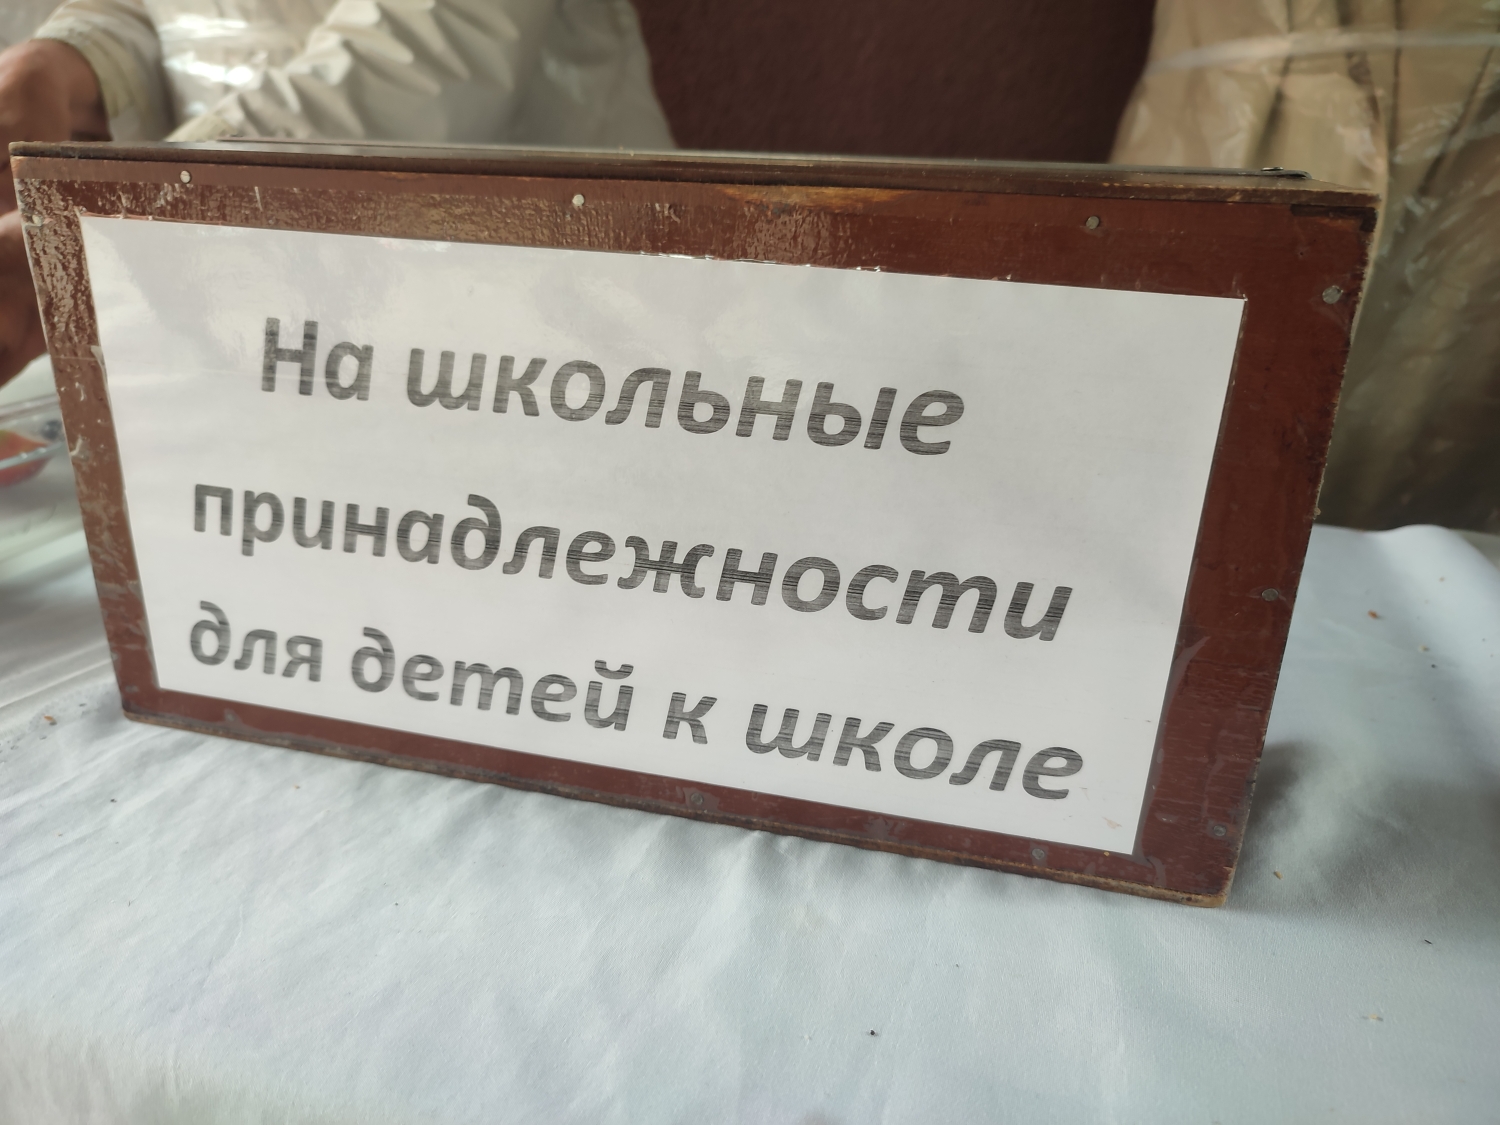 На школьные
принадлежности
для детей к школе